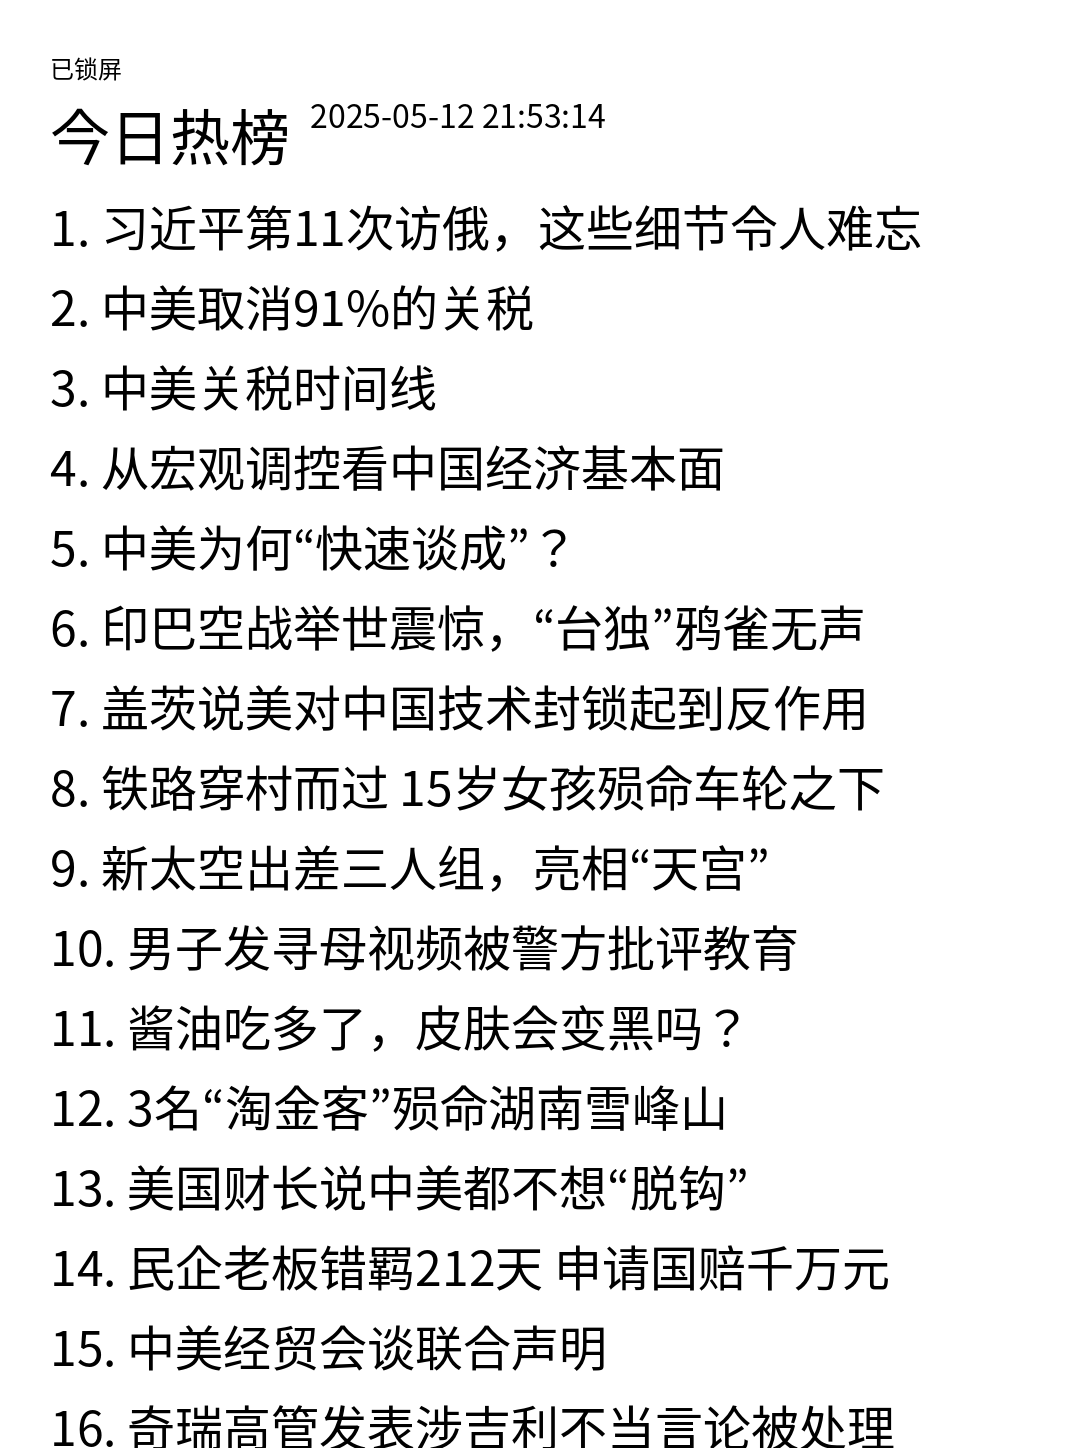 已锁屏
今日热榜 2025-05-12 21:53:14
1. 习近平第11次访俄，这些细节令人难忘
2. 中美取消91%的关税
3. 中美关税时间线
4. 从宏观调控看中国经济基本面
5. 中美为何“快速谈成”？
6. 印巴空战举世震惊，“台独”鸦雀无声
7. 盖茨说美对中国技术封锁起到反作用
8. 铁路穿村而过 15岁女孩殒命车轮之下
9. 新太空出差三人组，亮相“天宫”
10. 男子发寻母视频被警方批评教育
11. 酱油吃多了，皮肤会变黑吗？
12. 3名“淘金客”殒命湖南雪峰山
13. 美国财长说中美都不想“脱钩”
14. 民企老板错羁212天 申请国赔千万元
15. 中美经贸会谈联合声明
16. 奇瑞高管发表涉吉利不当言论被处理